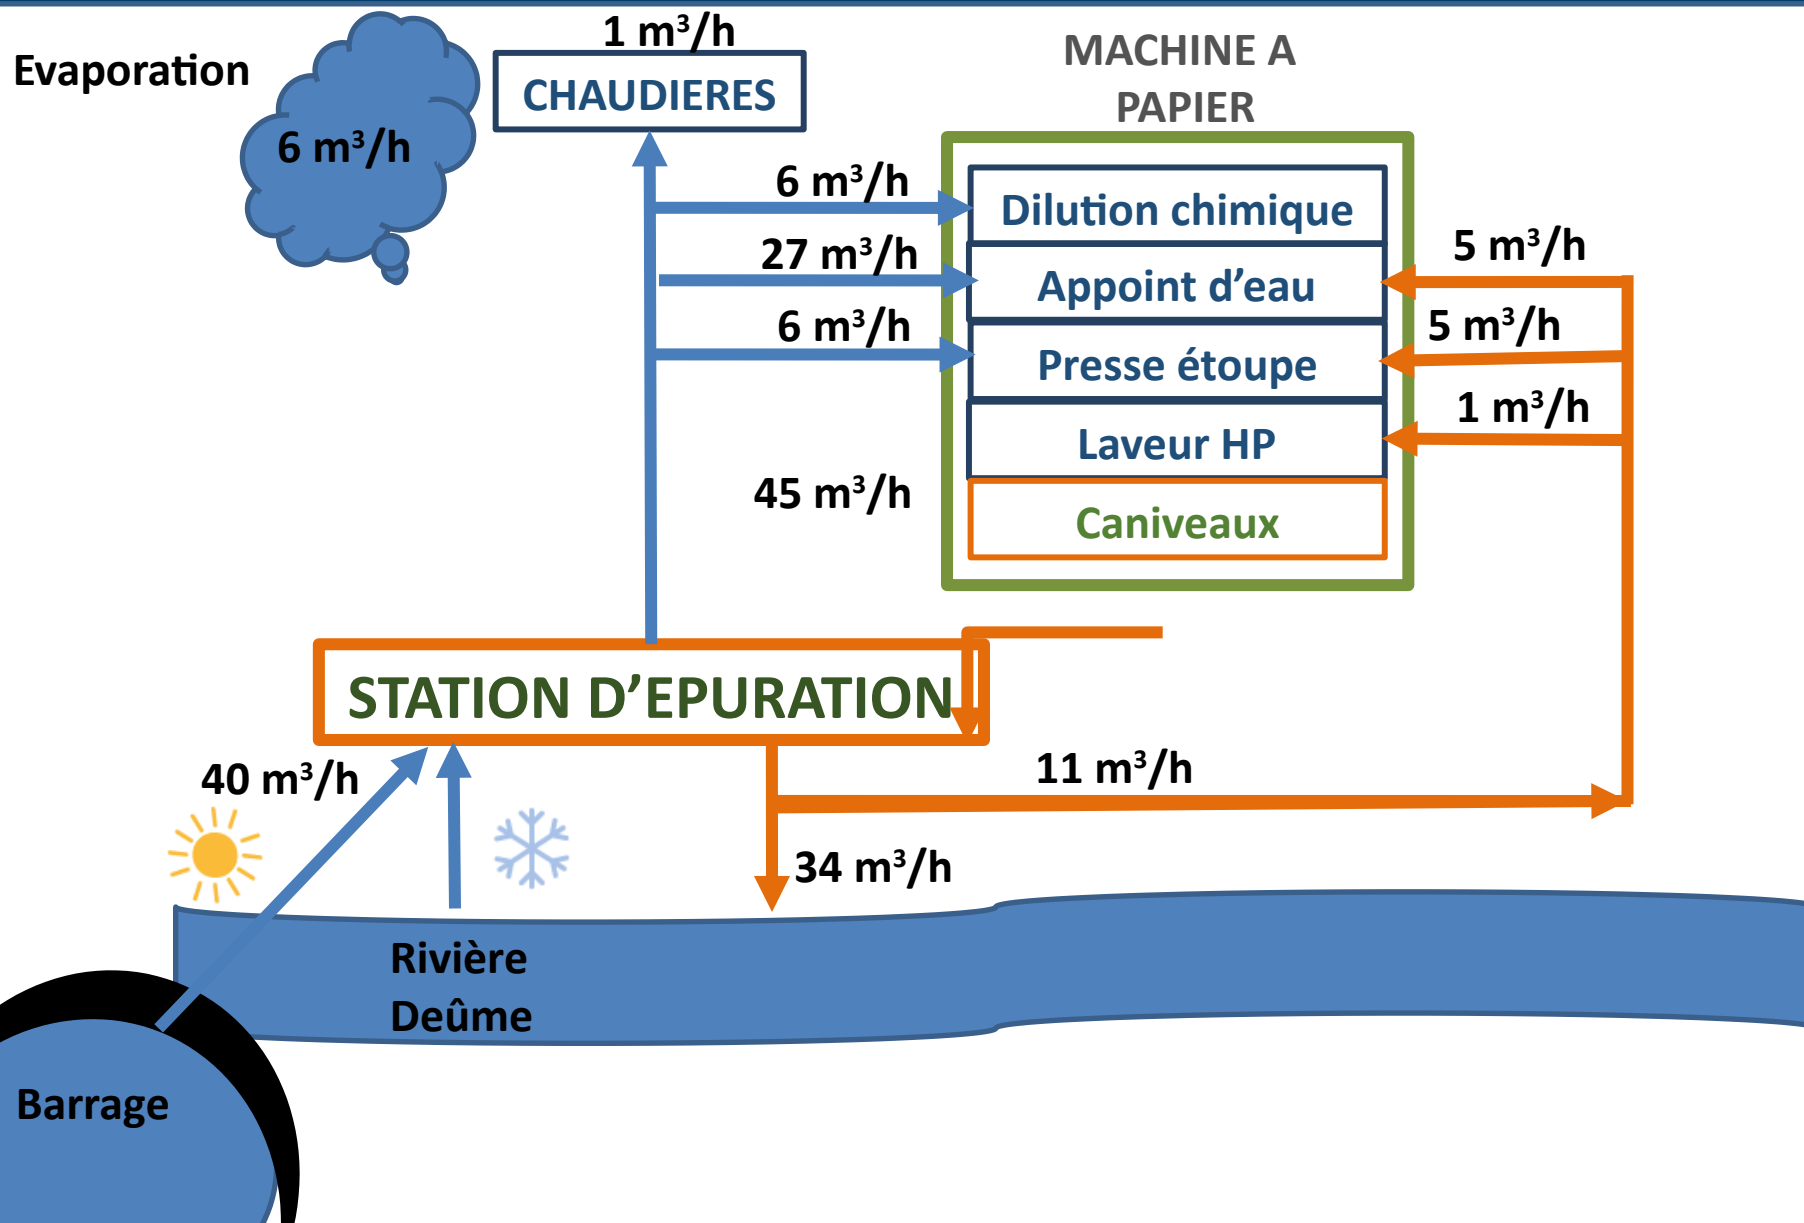 Evaporation
6 m³/h
1 m³/h
CHAUDIERES
MACHINE A
PAPIER
6 m³/h
27 m³/h
6 m³/h
Dilution chimique
Appoint d’eau
Presse étoupe
Laveur HP
Caniveaux
5 m³/h
5 m³/h
1 m³/h
45 m³/h
STATION D’EPURATION
40 m³/h
11 m³/h
34 m³/h
Rivière
Deûme
Barrage